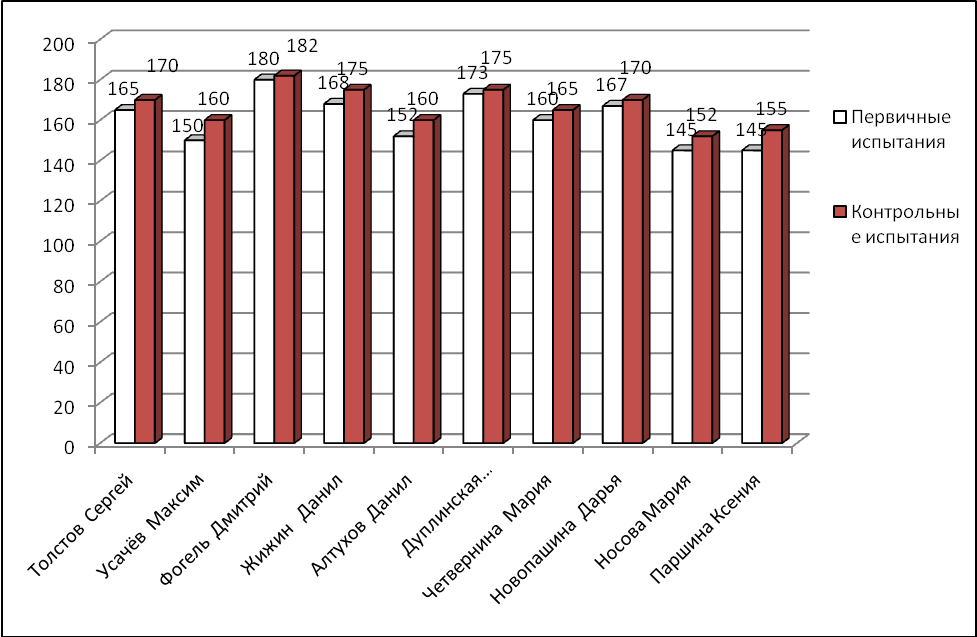 200
180
160
140
120
100
80
60
40
20
0
165
170
150
160
180
182
168
175
152
160
173
175
160
165
167
170
145
152
145
155
Толстов Сергей
Усачёв Максим
Фогель Дмитрий
Жижин Данил
Алтухов Данил
Дуплинская...
Четвернина Мария
Новопашина Дарья
Носова Мария
Паршина Ксения
Первичные
испытания
Контрольны
е испытания